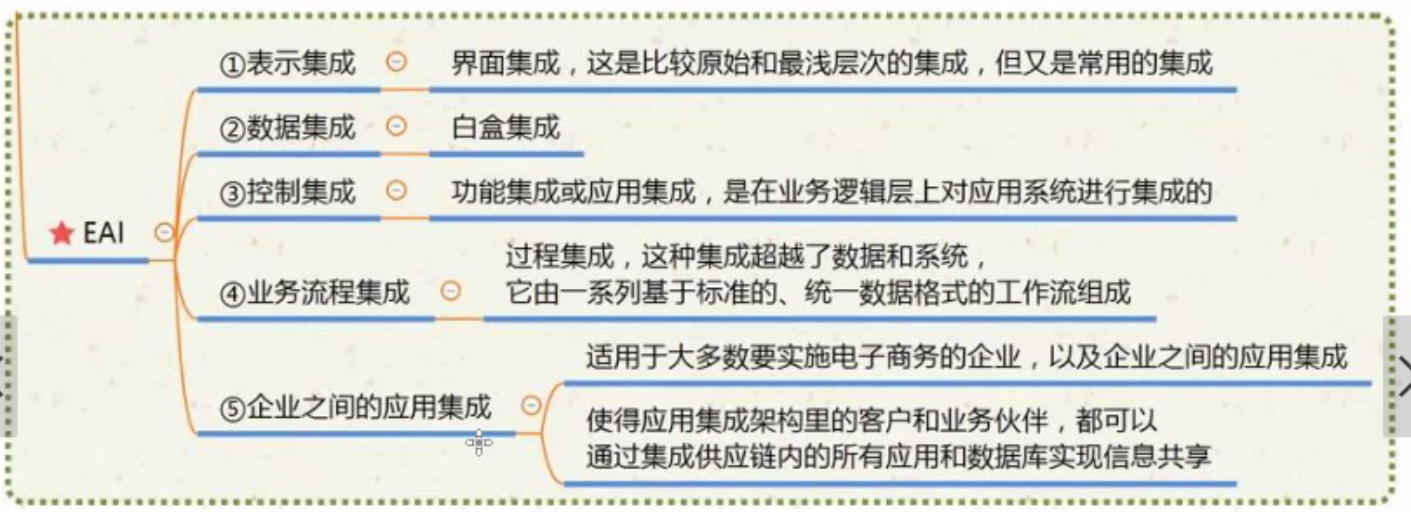 ①表示集成
界面集成，这是比较原始和最浅层次的集成，但又是常用的集成
②数据集成
白盒集成
③控制集成
功能集成或应用集成，是在业务逻辑层上对应用系统进行集成的
EAI
④业务流程集成
过程集成，这种集成超越了数据和系统，
它由一系列基于标准的、统一数据格式的工作流组成
⑤企业之间的应用集成
适用于大多数要实施电子商务的企业，以及企业之间的应用集成
使得应用集成架构里的客户和业务伙伴，都可以
通过集成供应链内的所有应用和数据库实现信息共享